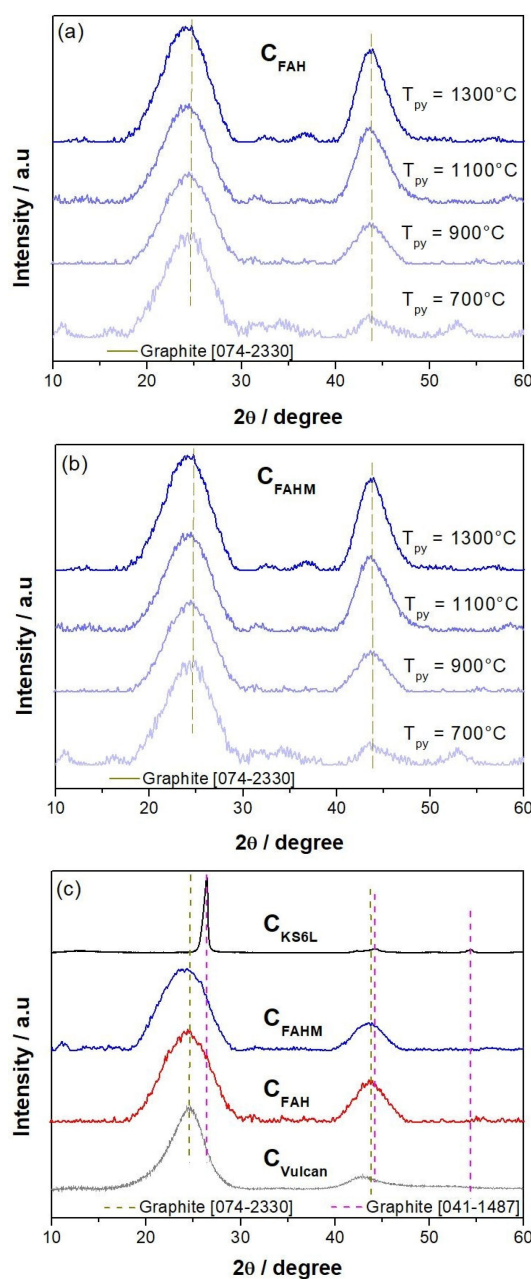 (a)
C_FAH
T_py = 1300°C
T_py = 1100°C
T_py = 900°C
T_py = 700°C
Intensity / a.u
Graphite [074-2330]
10 20 30 40 50 60
2θ / degree
(b)
C_FAHM
T_py = 1300°C
T_py = 1100°C
T_py = 900°C
T_py = 700°C
Intensity / a.u
Graphite [074-2330]
10 20 30 40 50 60
2θ / degree
(c)
C_KS6L
C_FAHM
C_FAH
C_Vulcan
Intensity / a.u
Graphite [074-2330] Graphite [041-1487]
10 20 30 40 50 60
2θ / degree